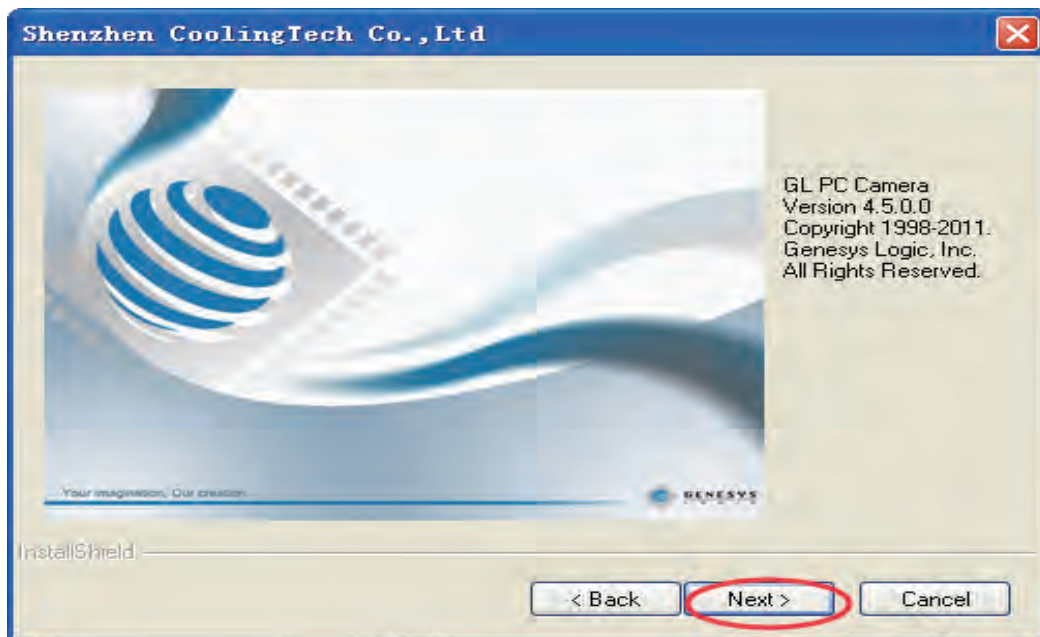 Shenzhen CoolingTech Co.,Ltd
GL PC Camera
Version 4.5.0.0
Copyright 1998-2011.
Genesys Logic, Inc.
All Rights Reserved.
Your imagination, Our creation
GENESYS
InstallShield
< Back Next > Cancel